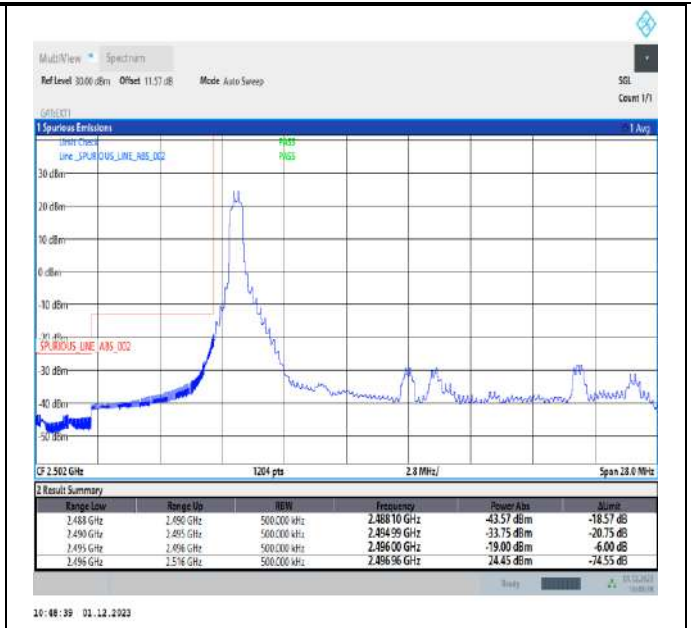 MultiView Spectrum
Ref Level 30.00 dBm Offset 11.57 dB Mode Auto Sweep SGL
Count 1/1
1 Spurious Emissions 1 Avg
Limit Check PASS
Line _SPURIOUS_LINE_ABS_002 PASS
30 dBm
20 dBm
10 dBm
0 dBm
-10 dBm
-20 dBm
SPURIOUS_LINE_ABS_002
-30 dBm
-40 dBm
-50 dBm
CF 2.502 GHz 1204 pts 2.8 MHz/ Span 28.0 MHz
2 Result Summary
Range Low Range Up RBW Frequency Power Abs ΔLimit
2.488 GHz 2.490 GHz 500.000 kHz 2.48810 GHz -43.57 dBm -18.57 dB
2.490 GHz 2.495 GHz 500.000 kHz 2.49499 GHz -33.75 dBm -20.75 dB
2.495 GHz 2.496 GHz 500.000 kHz 2.49600 GHz -19.00 dBm -6.00 dB
2.496 GHz 2.516 GHz 500.000 kHz 2.49696 GHz 24.45 dBm -74.55 dB
Ready
10:48:39 01.12.2023